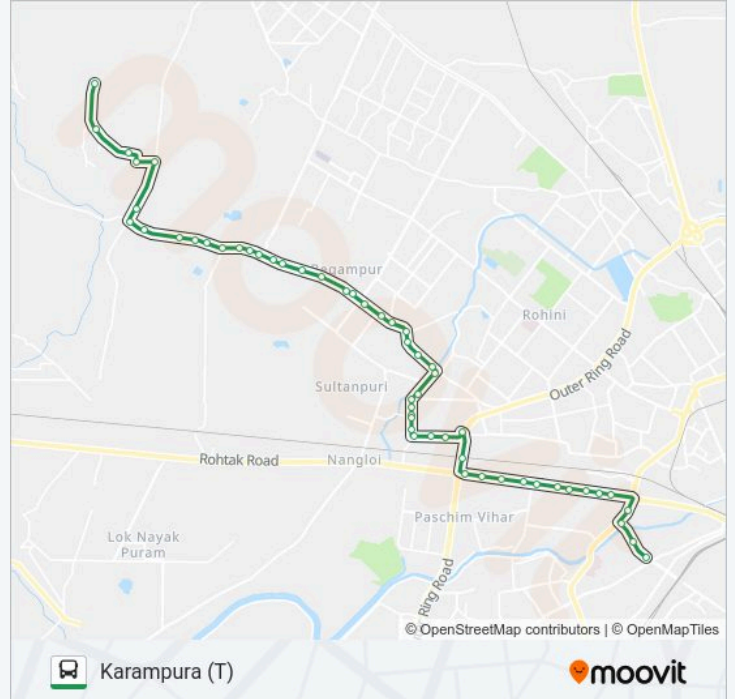 Begampur
Rohini
Outer Ring Road
Sultanpuri
Rohtak Road
Nangloi
Paschim Vihar
Lok Nayak
Puram
Ring Road
© OpenStreetMap contributors | © OpenMapTiles
Karampura (T)
moovit